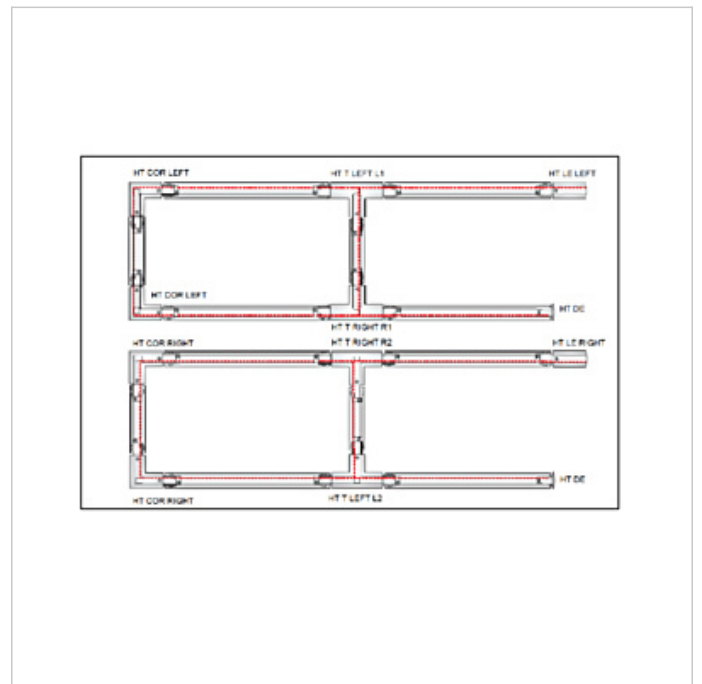 HT COR LEFT HT T LEFT L1 HT LE LEFT
HT COR LEFT
HT DE
HT T RIGHT R1
HT COR RIGHT HT T RIGHT R2 HT LE RIGHT
HT DE
HT COR RIGHT HT T LEFT L2